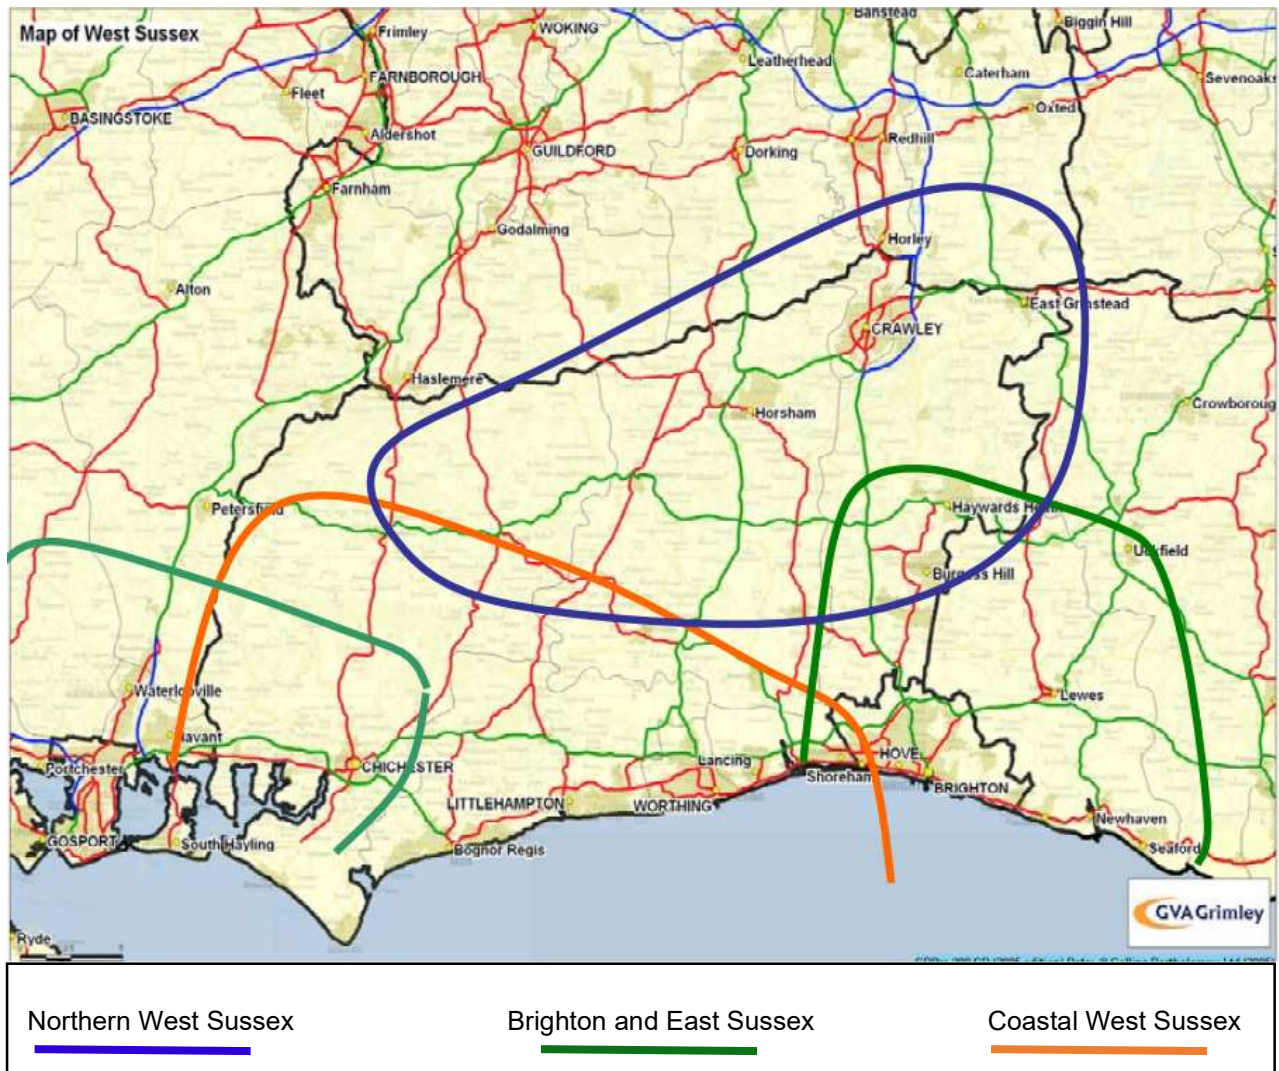 Map of West Sussex
Frimley
WOKING
Banstead
Biggin Hill
Leatherhead
FARNBOROUGH
Caterham
Sevenoaks
Fleet
Oxted
BASINGSTOKE
Aldershot
GUILDFORD
Dorking
Redhill
Farnham
Godalming
Horley
Alton
East Grinstead
CRAWLEY
Haslemere
Horsham
Crowboroug
Petersfield
Haywards
Uckfield
Burgess Hill
Waterlooville
Lewes
Havant
Portchester
CHICHESTER
Lancing
HOVE
Shoreham
BRIGHTON
LITTLEHAMPTON
WORTHING
Newhaven
GOSPORT
South Hayling
Bognor Regis
Seaford
GVA Grimley
Ryde
Northern West Sussex
Brighton and East Sussex
Coastal West Sussex